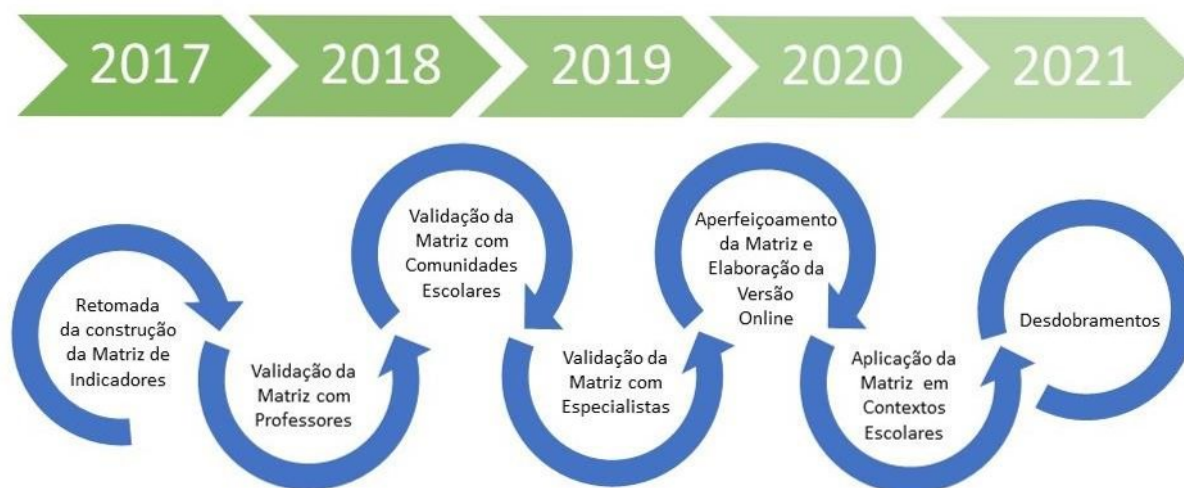 2017
2018
2019
2020
2021
Retomada
da construção
da Matriz de
Indicadores
Validação da
Matriz com
Professores
Validação da
Matriz com
Comunidades
Escolares
Validação da
Matriz com
Especialistas
Aperfeiçoamento
da Matriz e
Elaboração da
Versão
Online
Aplicação da
Matriz em
Contextos
Escolares
Desdobramentos